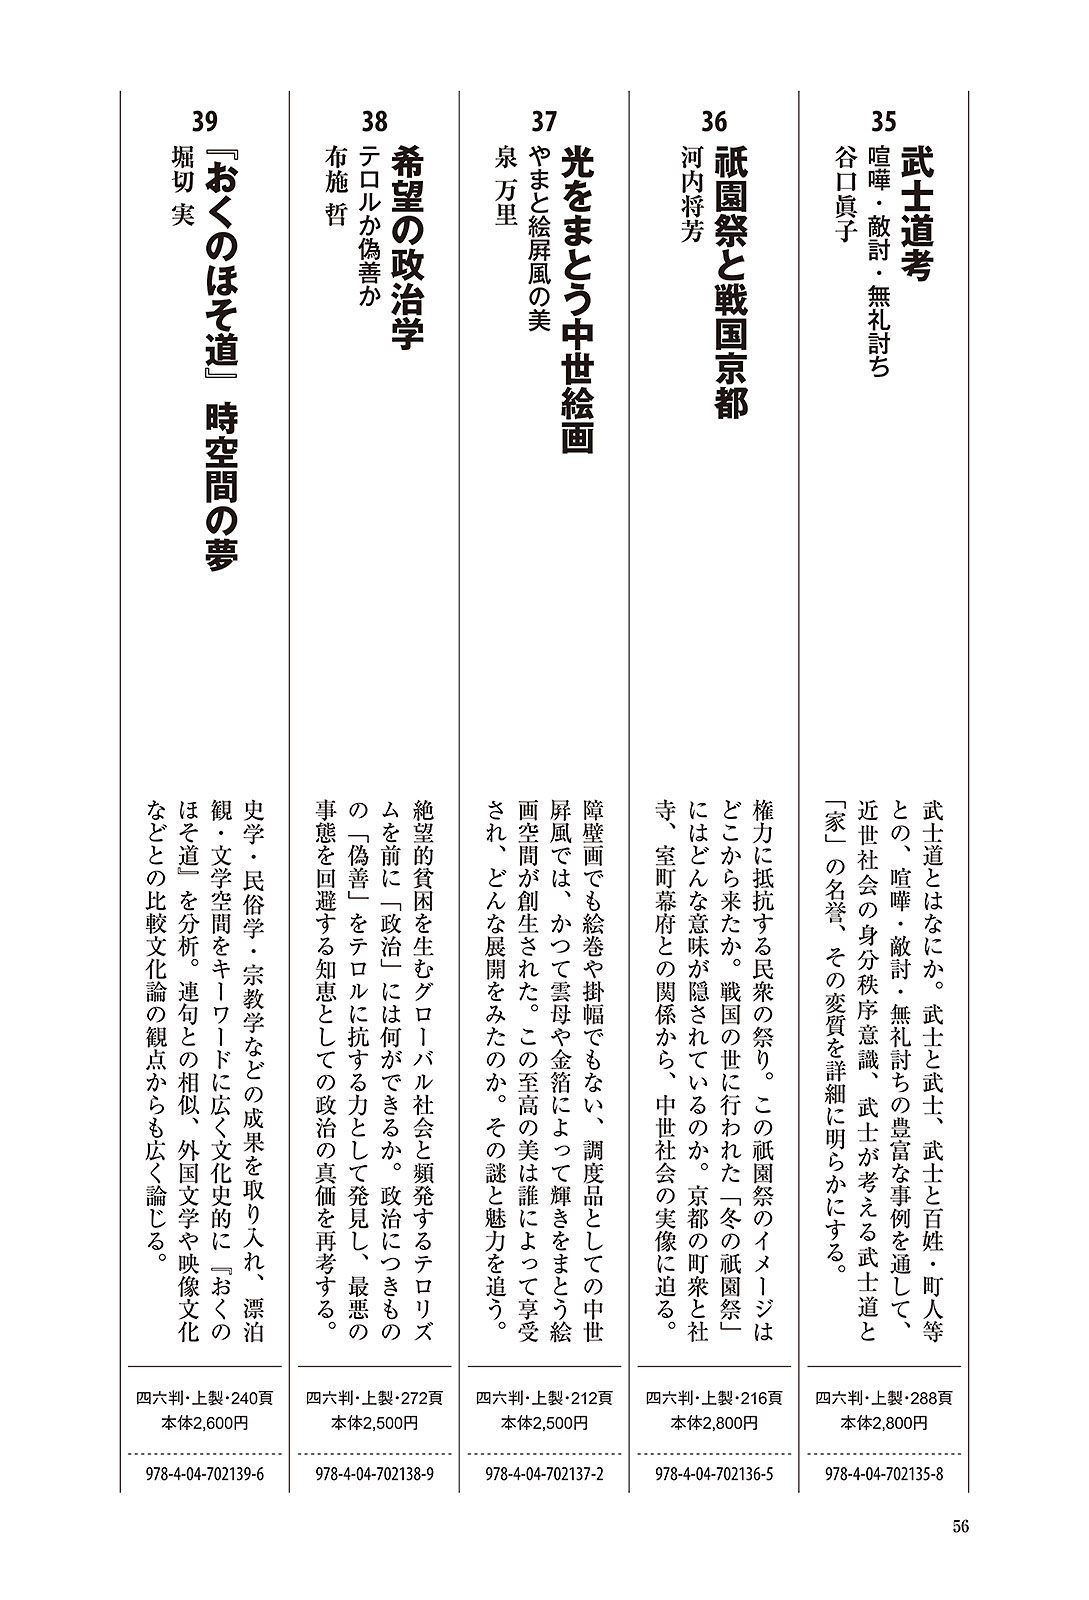 35
武士道考
喧嘩・敵討・無礼討ち
谷口眞子
武士道とはなにか。武士と武士、武士と百姓・町人等
との、喧嘩・敵討・無礼討ちの豊富な事例を通して、
近世社会の身分秩序意識、武士が考える武士道と
「家」の名誉、その変質を詳細に明らかにする。
四六判・上製・288頁
本体2,800円
978-4-04-702135-8
36
祇園祭と戦国京都
河内将芳
権力に抵抗する民衆の祭り。この祇園祭のイメージは
どこから来たか。戦国の世に行われた「冬の祇園祭」
にはどんな意味が隠されているのか。京都の町衆と社
寺、室町幕府との関係から、中世社会の実像に迫る。
四六判・上製・216頁
本体2,800円
978-4-04-702136-5
37
光をまとう中世絵画
やまと絵屏風の美
泉 万里
障壁画でも絵巻や掛幅でもない、調度品としての中世
屏風では、かつて雲母や金箔によって輝きをまとう絵
画空間が創生された。この至高の美は誰によって享受
され、どんな展開をみたのか。その謎と魅力を追う。
四六判・上製・212頁
本体2,500円
978-4-04-702137-2
38
希望の政治学
テロルか偽善か
布施 哲
絶望的貧困を生むグローバル社会と頻発するテロリズ
ムを前に「政治」には何ができるか。政治につきもの
の「偽善」をテロルに抗する力として発見し、最悪の
事態を回避する知恵としての政治の真価を再考する。
四六判・上製・272頁
本体2,500円
978-4-04-702138-9
39
『おくのほそ道』 時空間の夢
堀切 実
史学・民俗学・宗教学などの成果を取り入れ、漂泊
観・文学空間をキーワードに広く文化史的に『おくの
ほそ道』を分析。連句との相似、外国文学や映像文化
などとの比較文化論の観点からも広く論じる。
四六判・上製・240頁
本体2,600円
978-4-04-702139-6
56